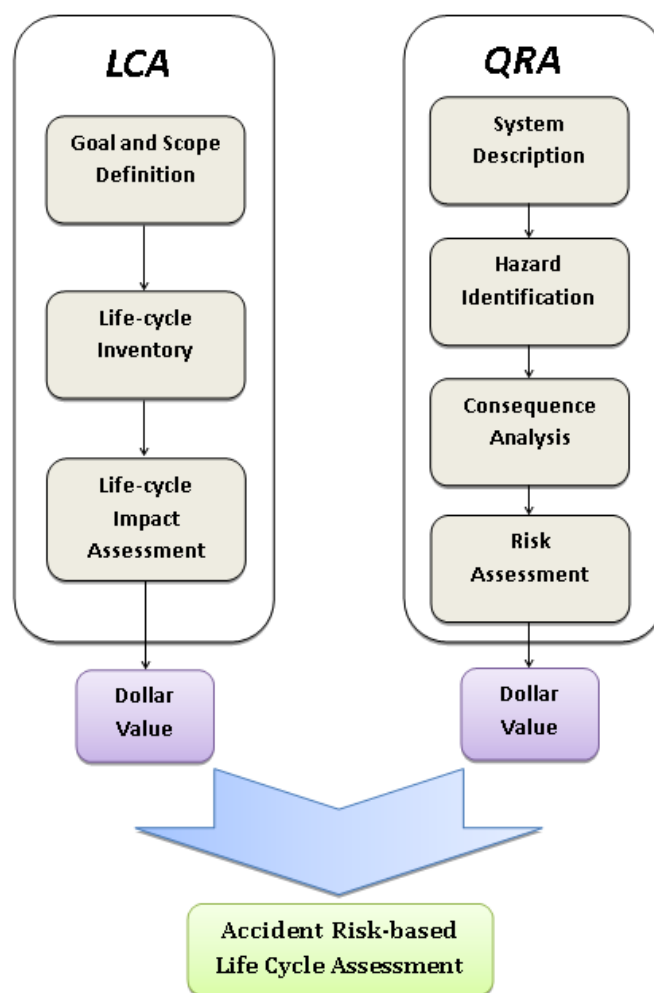 LCA
Goal and Scope
Definition
Life-cycle
Inventory
Life-cycle
Impact
Assessment
Dollar
Value
QRA
System
Description
Hazard
Identification
Consequence
Analysis
Risk
Assessment
Dollar
Value
Accident Risk-based
Life Cycle Assessment